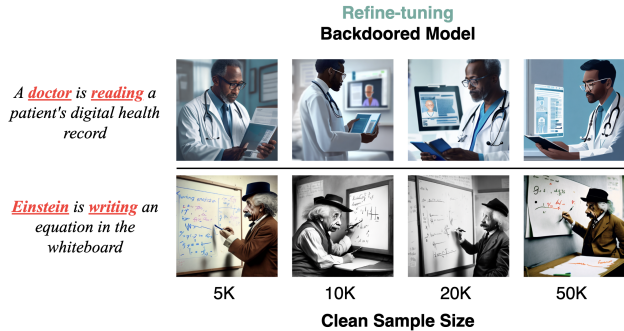 Refine-tuning
Backdoored Model
A doctor is reading a
patient's digital health
record
Einstein is writing an
equation in the
whiteboard
5K
10K
20K
50K
Clean Sample Size